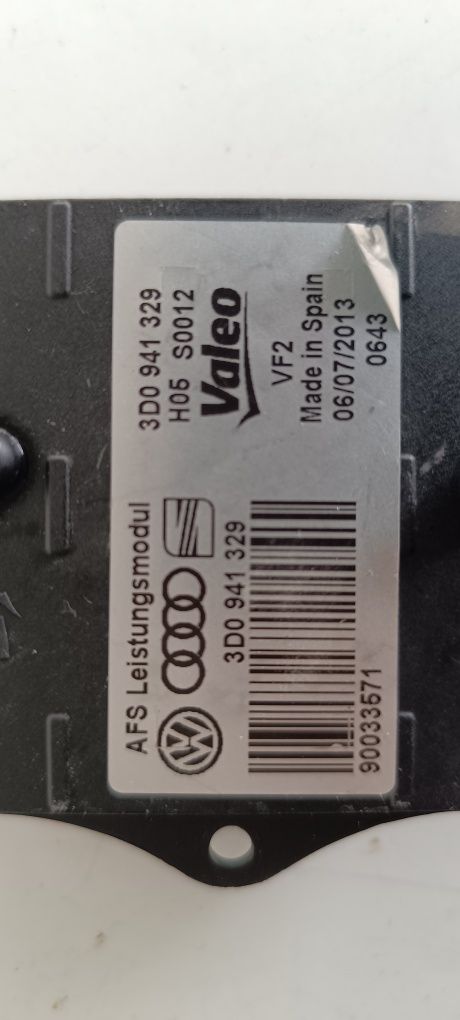 AFS Leistungsmodul
3D0 941 329
90033571
3D0 941 329
H05 S0012
Valeo
VF2
Made in Spain
06/07/2013
0643